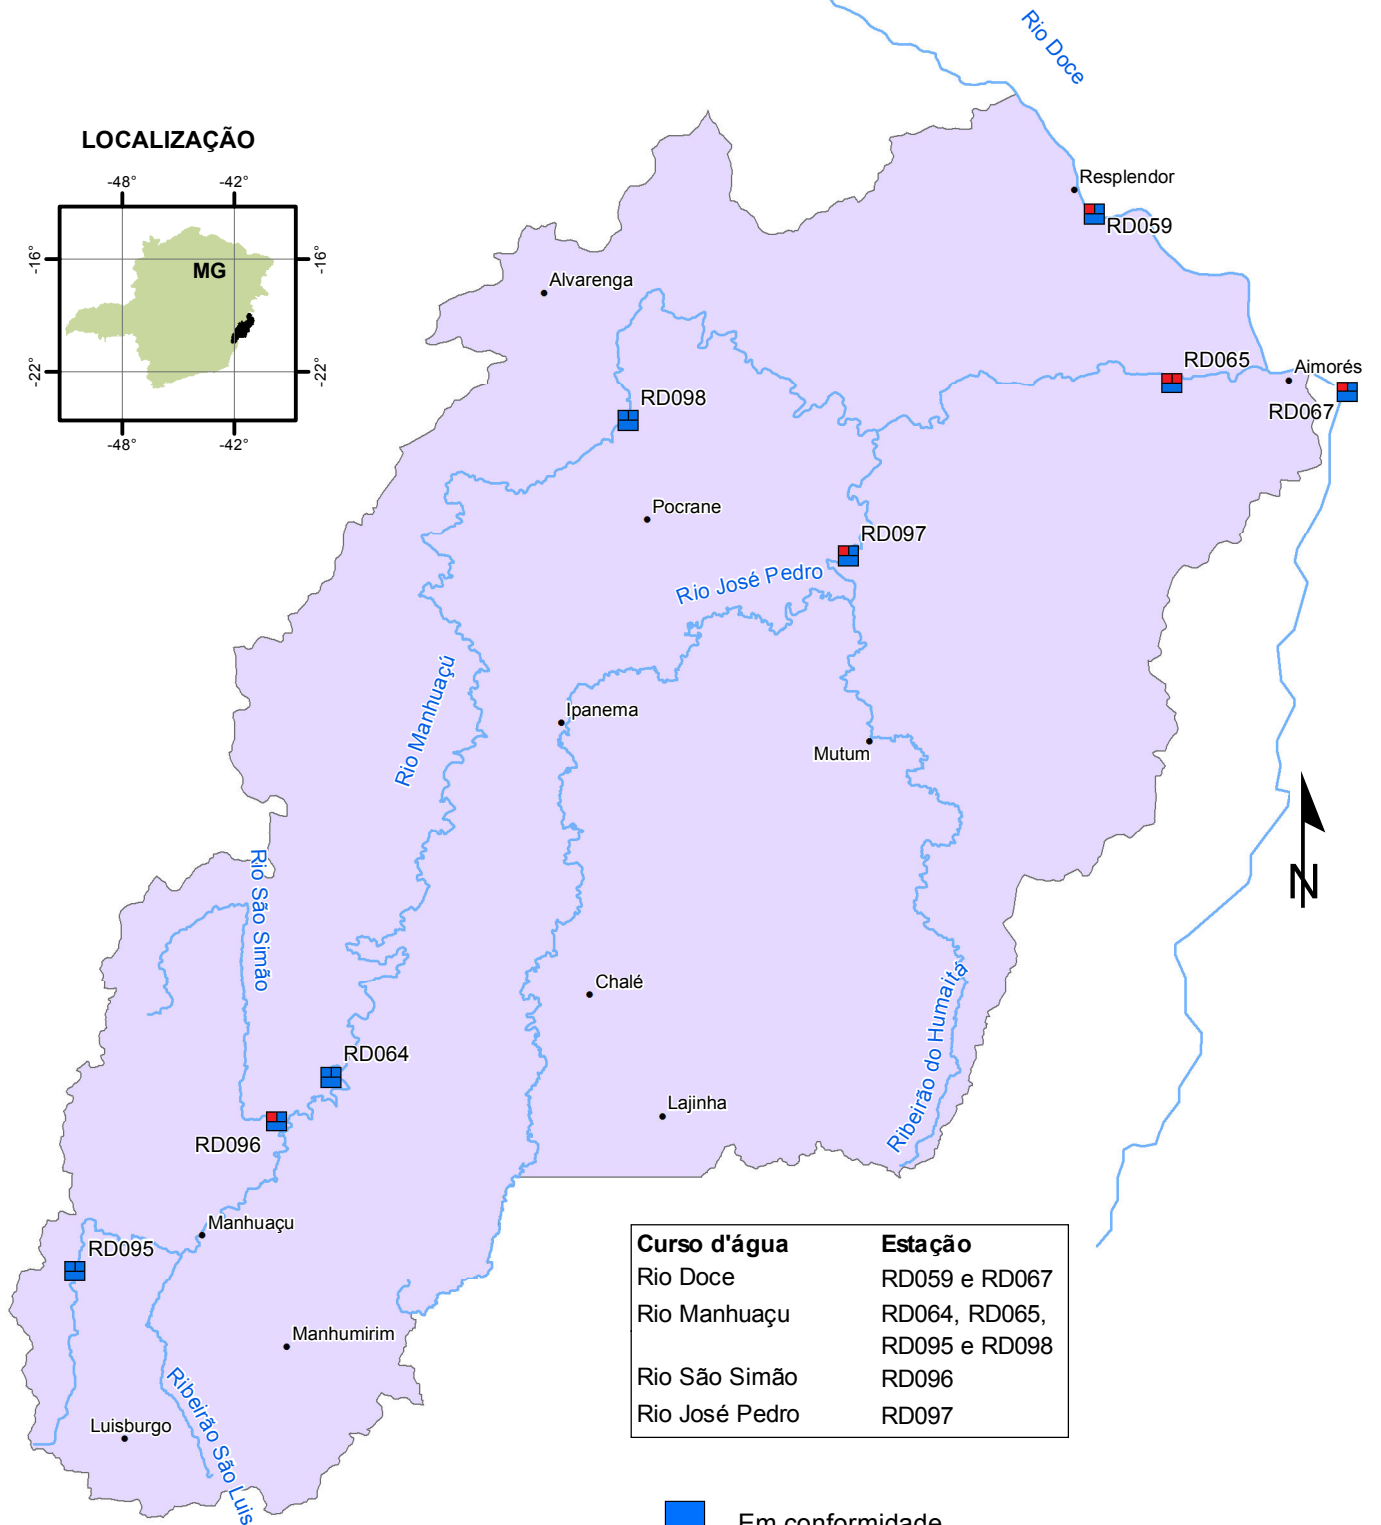 Rio Doce
LOCALIZAÇÃO
-48°
-42°
-16°
-16°
MG
-22°
-22°
-48°
-42°
Resplendor
RD059
Alvarenga
RD065
Aimorés
RD067
RD098
Pocrane
RD097
Rio José Pedro
Rio Manhuaçú
Ipanema
Mutum
Rio São Simão
Chalé
Ribeirão do Humaitá
RD064
Lajinha
RD096
Manhuaçu
RD095
Manhumirim
Ribeirão São Luis
Luisburgo
N
Curso d'água Estação
Rio Doce RD059 e RD067
Rio Manhuaçu RD064, RD065,
RD095 e RD098
Rio São Simão RD096
Rio José Pedro RD097
Em conformidade